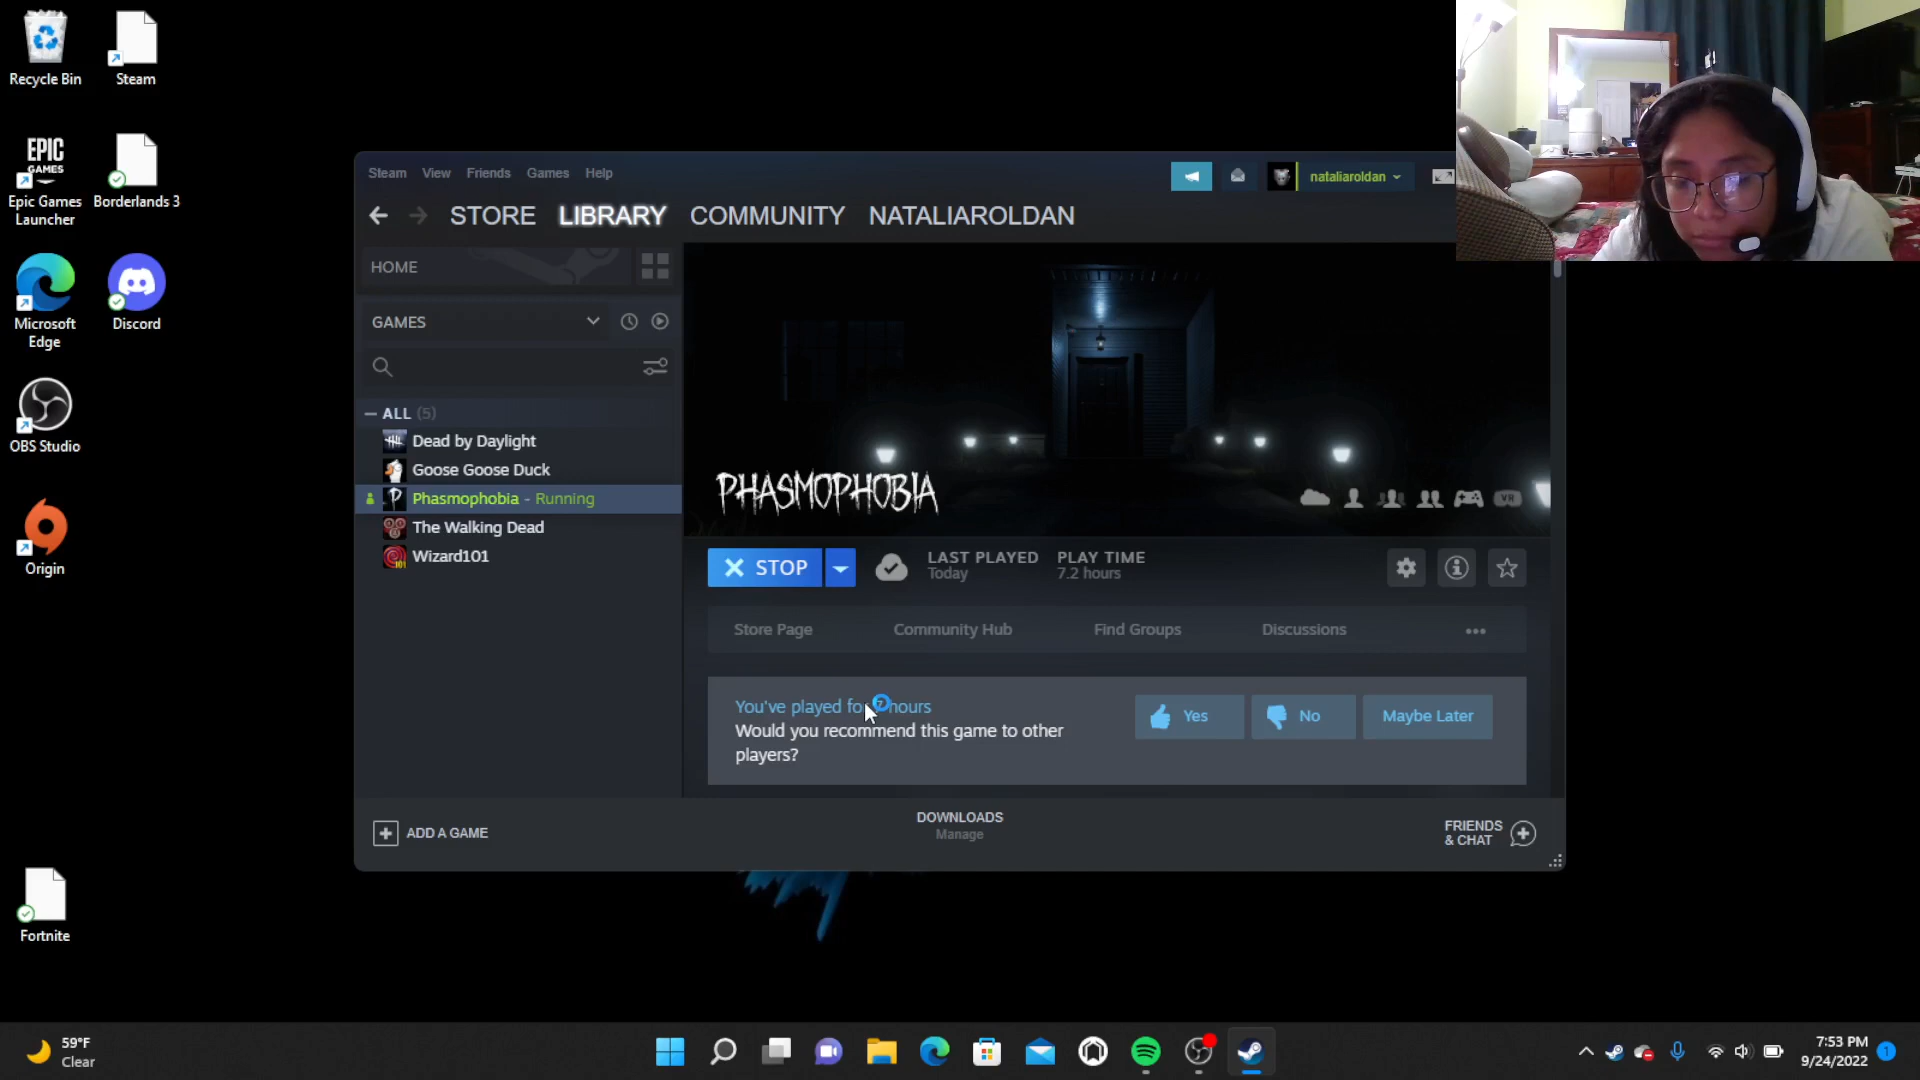 Recycle Bin
Steam
EPIC
GAMES
Epic Games
Launcher
Borderlands 3
Microsoft
Edge
Discord
OBS Studio
Origin
Fortnite
Steam View Friends Games Help
nataliaroldan
STORE LIBRARY COMMUNITY NATALIAROLDAN
HOME
GAMES
ALL (5)
Dead by Daylight
Goose Goose Duck
Phasmophobia - Running
The Walking Dead
Wizard101
PHASMOPHOBIA
VR
STOP
LAST PLAYED
Today
PLAY TIME
7.2 hours
Store Page Community Hub Find Groups Discussions
You've played for hours
Would you recommend this game to other
players?
Yes No Maybe Later
ADD A GAME
DOWNLOADS
Manage
FRIENDS
& CHAT
59°F
Clear
7:53 PM
9/24/2022
1